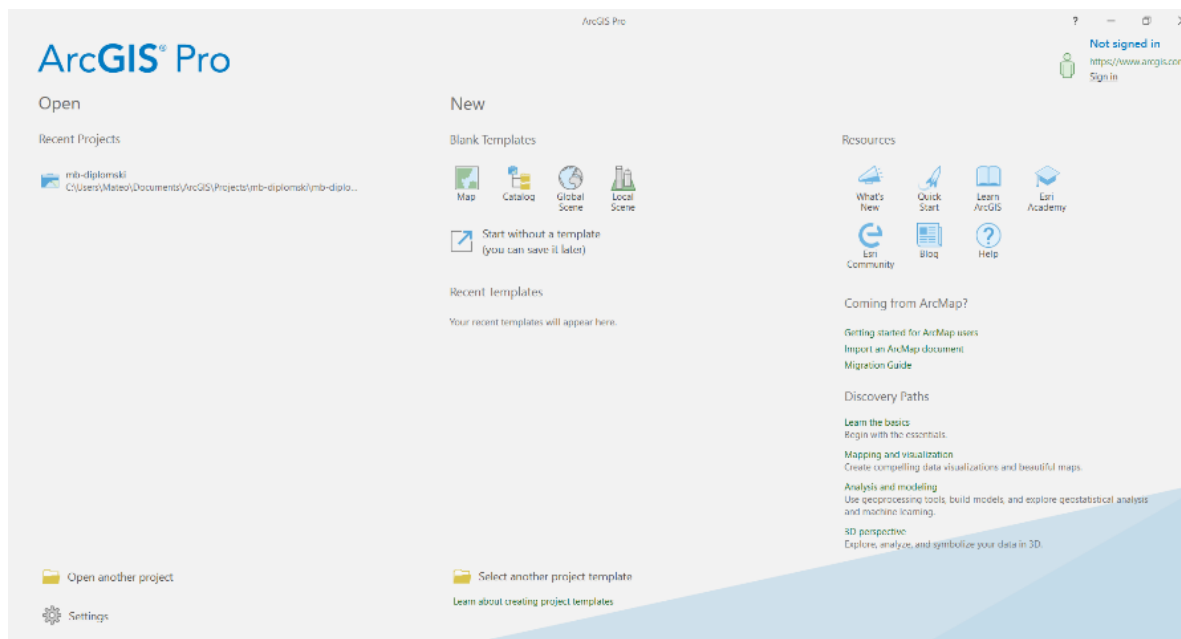 ArcGIS Pro
?
Not signed in
https://www.arcgis.com
Sign in
ArcGIS® Pro
Open
Recent Projects
mb-diplomski
C:\Users\Mateo\Documents\ArcGIS\Projects\mb-diplomski\mb-diplo...
Open another project
Settings
New
Blank Templates
Map
Catalog
Global
Scene
Local
Scene
Start without a template
(you can save it later)
Recent Templates
Your recent templates will appear here.
Select another project template
Learn about creating project templates
Resources
What's
New
Quick
Start
Learn
ArcGIS
Esri
Academy
Esri
Community
Blog
Help
Coming from ArcMap?
Getting started for ArcMap users
Import an ArcMap document
Migration Guide
Discovery Paths
Learn the basics
Begin with the essentials.
Mapping and visualization
Create compelling data visualizations and beautiful maps.
Analysis and modeling
Use geoprocessing tools, build models, and explore geostatistical analysis
and machine learning.
3D perspective
Explore, analyze, and symbolize your data in 3D.